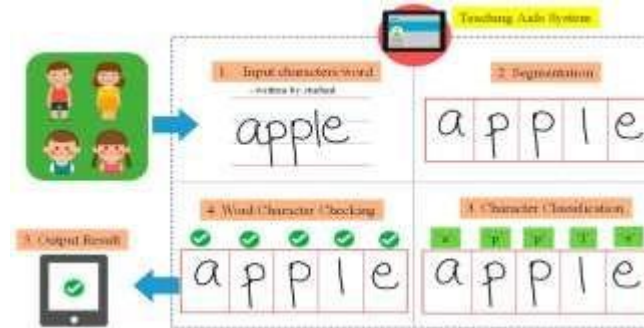 Teaching Aids System
1. Input characters/word
- written by student
apple
2. Segmentation
a p p l e
3. Character Classification
a p p l e
a p p l e
4. Word/Character Checking
a p p l e
5. Output Result